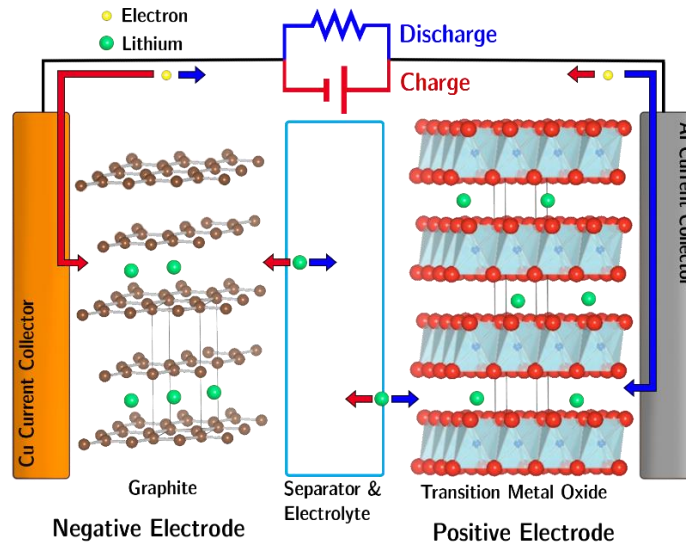 Electron
Lithium
Discharge
Charge
Cu Current Collector
Al Current Collector
Graphite
Separator &
Electrolyte
Transition Metal Oxide
Negative Electrode
Positive Electrode